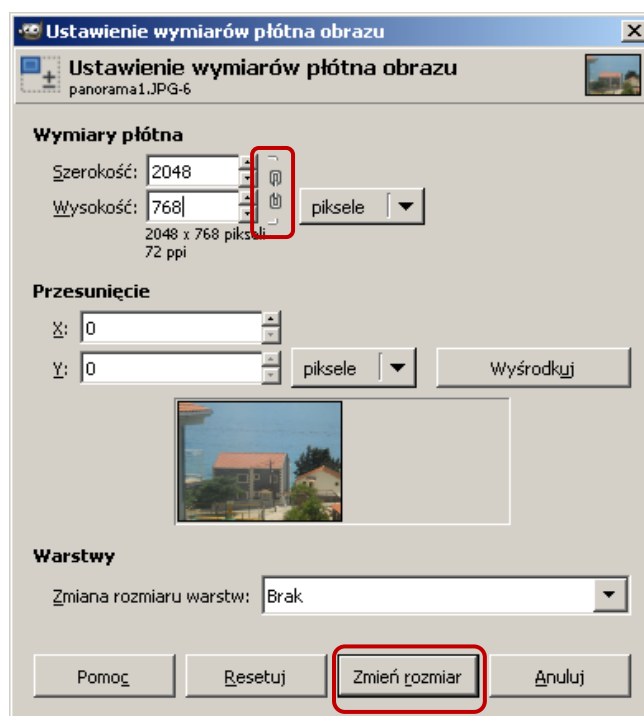 Ustawienie wymiarów płótna obrazu
Ustawienie wymiarów płótna obrazu
panorama1.JPG-6
Wymiary płótna
Szerokość: 2048
Wysokość: 768 piksele
2048 x 768 pikseli
72 ppi
Przesunięcie
X: 0
Y: 0 piksele Wyśrodkuj
Warstwy
Zmiana rozmiaru warstw: Brak
Pomoc Resetuj Zmień rozmiar Anuluj